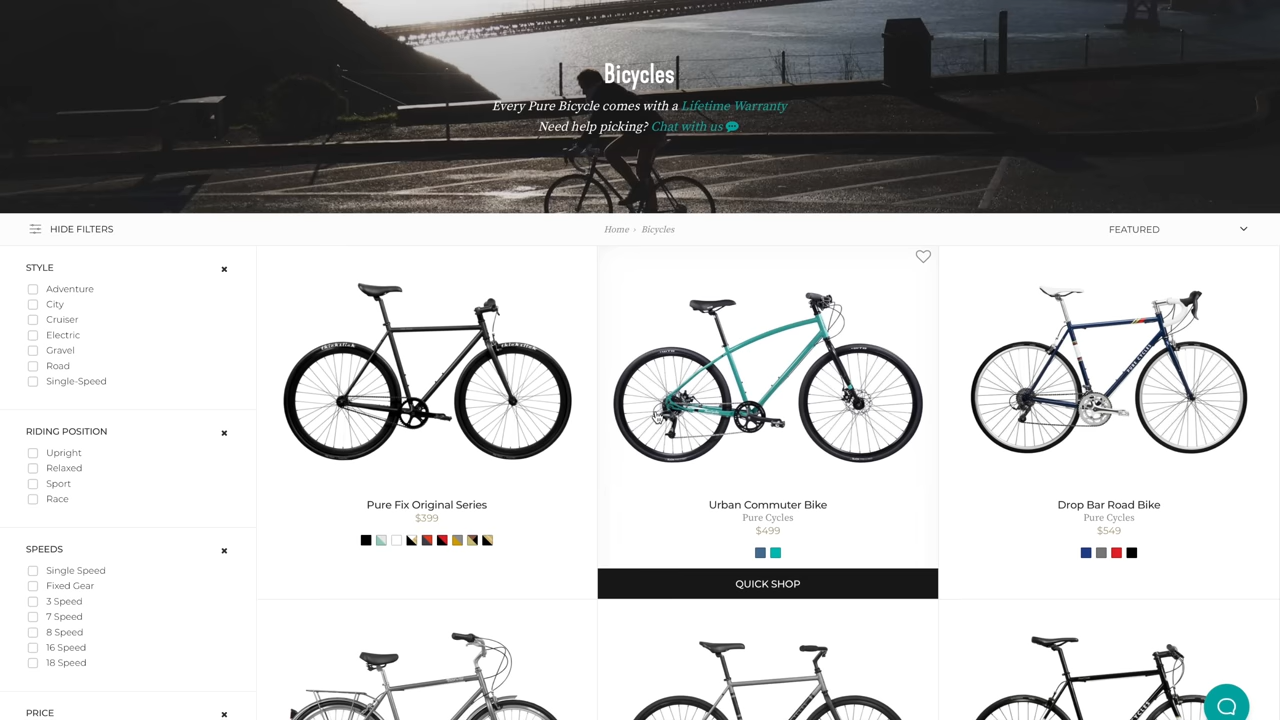 Bicycles
Every Pure Bicycle comes with a Lifetime Warranty
Need help picking? Chat with us
HIDE FILTERS
Home › Bicycles
FEATURED
STYLE
Adventure
City
Cruiser
Electric
Gravel
Road
Single-Speed
RIDING POSITION
Upright
Relaxed
Sport
Race
SPEEDS
Single Speed
Fixed Gear
3 Speed
7 Speed
8 Speed
16 Speed
18 Speed
PRICE
Pure Fix Original Series
$399
Urban Commuter Bike
Pure Cycles
$499
QUICK SHOP
Drop Bar Road Bike
Pure Cycles
$549